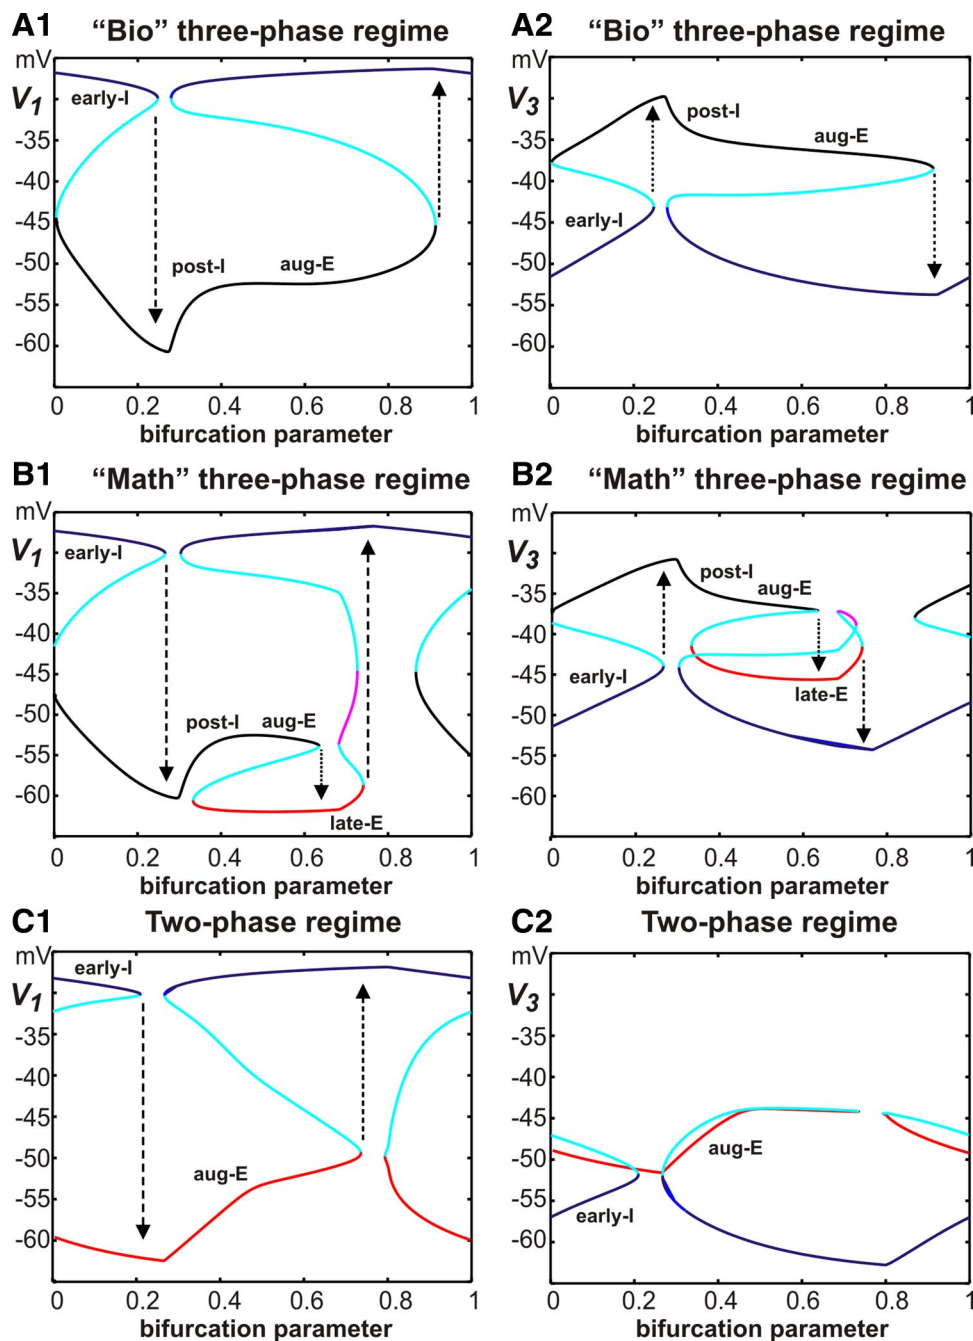 A1 “Bio” three-phase regime
mV
V1
early-I
-35
-40
-45
-50
post-I
aug-E
-55
-60
0 0.2 0.4 0.6 0.8 1
bifurcation parameter
A2 “Bio” three-phase regime
mV
V3
post-I
-35
aug-E
-40
-45
early-I
-50
-55
-60
0 0.2 0.4 0.6 0.8 1
bifurcation parameter
B1 “Math” three-phase regime
mV
V1
early-I
-35
-40
-45
-50
post-I aug-E
-55
-60
late-E
0 0.2 0.4 0.6 0.8 1
bifurcation parameter
B2 “Math” three-phase regime
mV
V3
post-I
-35
aug-E
-40
-45
early-I
late-E
-50
-55
-60
0 0.2 0.4 0.6 0.8 1
bifurcation parameter
C1 Two-phase regime
mV
early-I
V1
-35
-40
-45
-50
aug-E
-55
-60
0 0.2 0.4 0.6 0.8 1
bifurcation parameter
C2 Two-phase regime
mV
V3
-35
-40
-45
-50
aug-E
-55
early-I
-60
0 0.2 0.4 0.6 0.8 1
bifurcation parameter